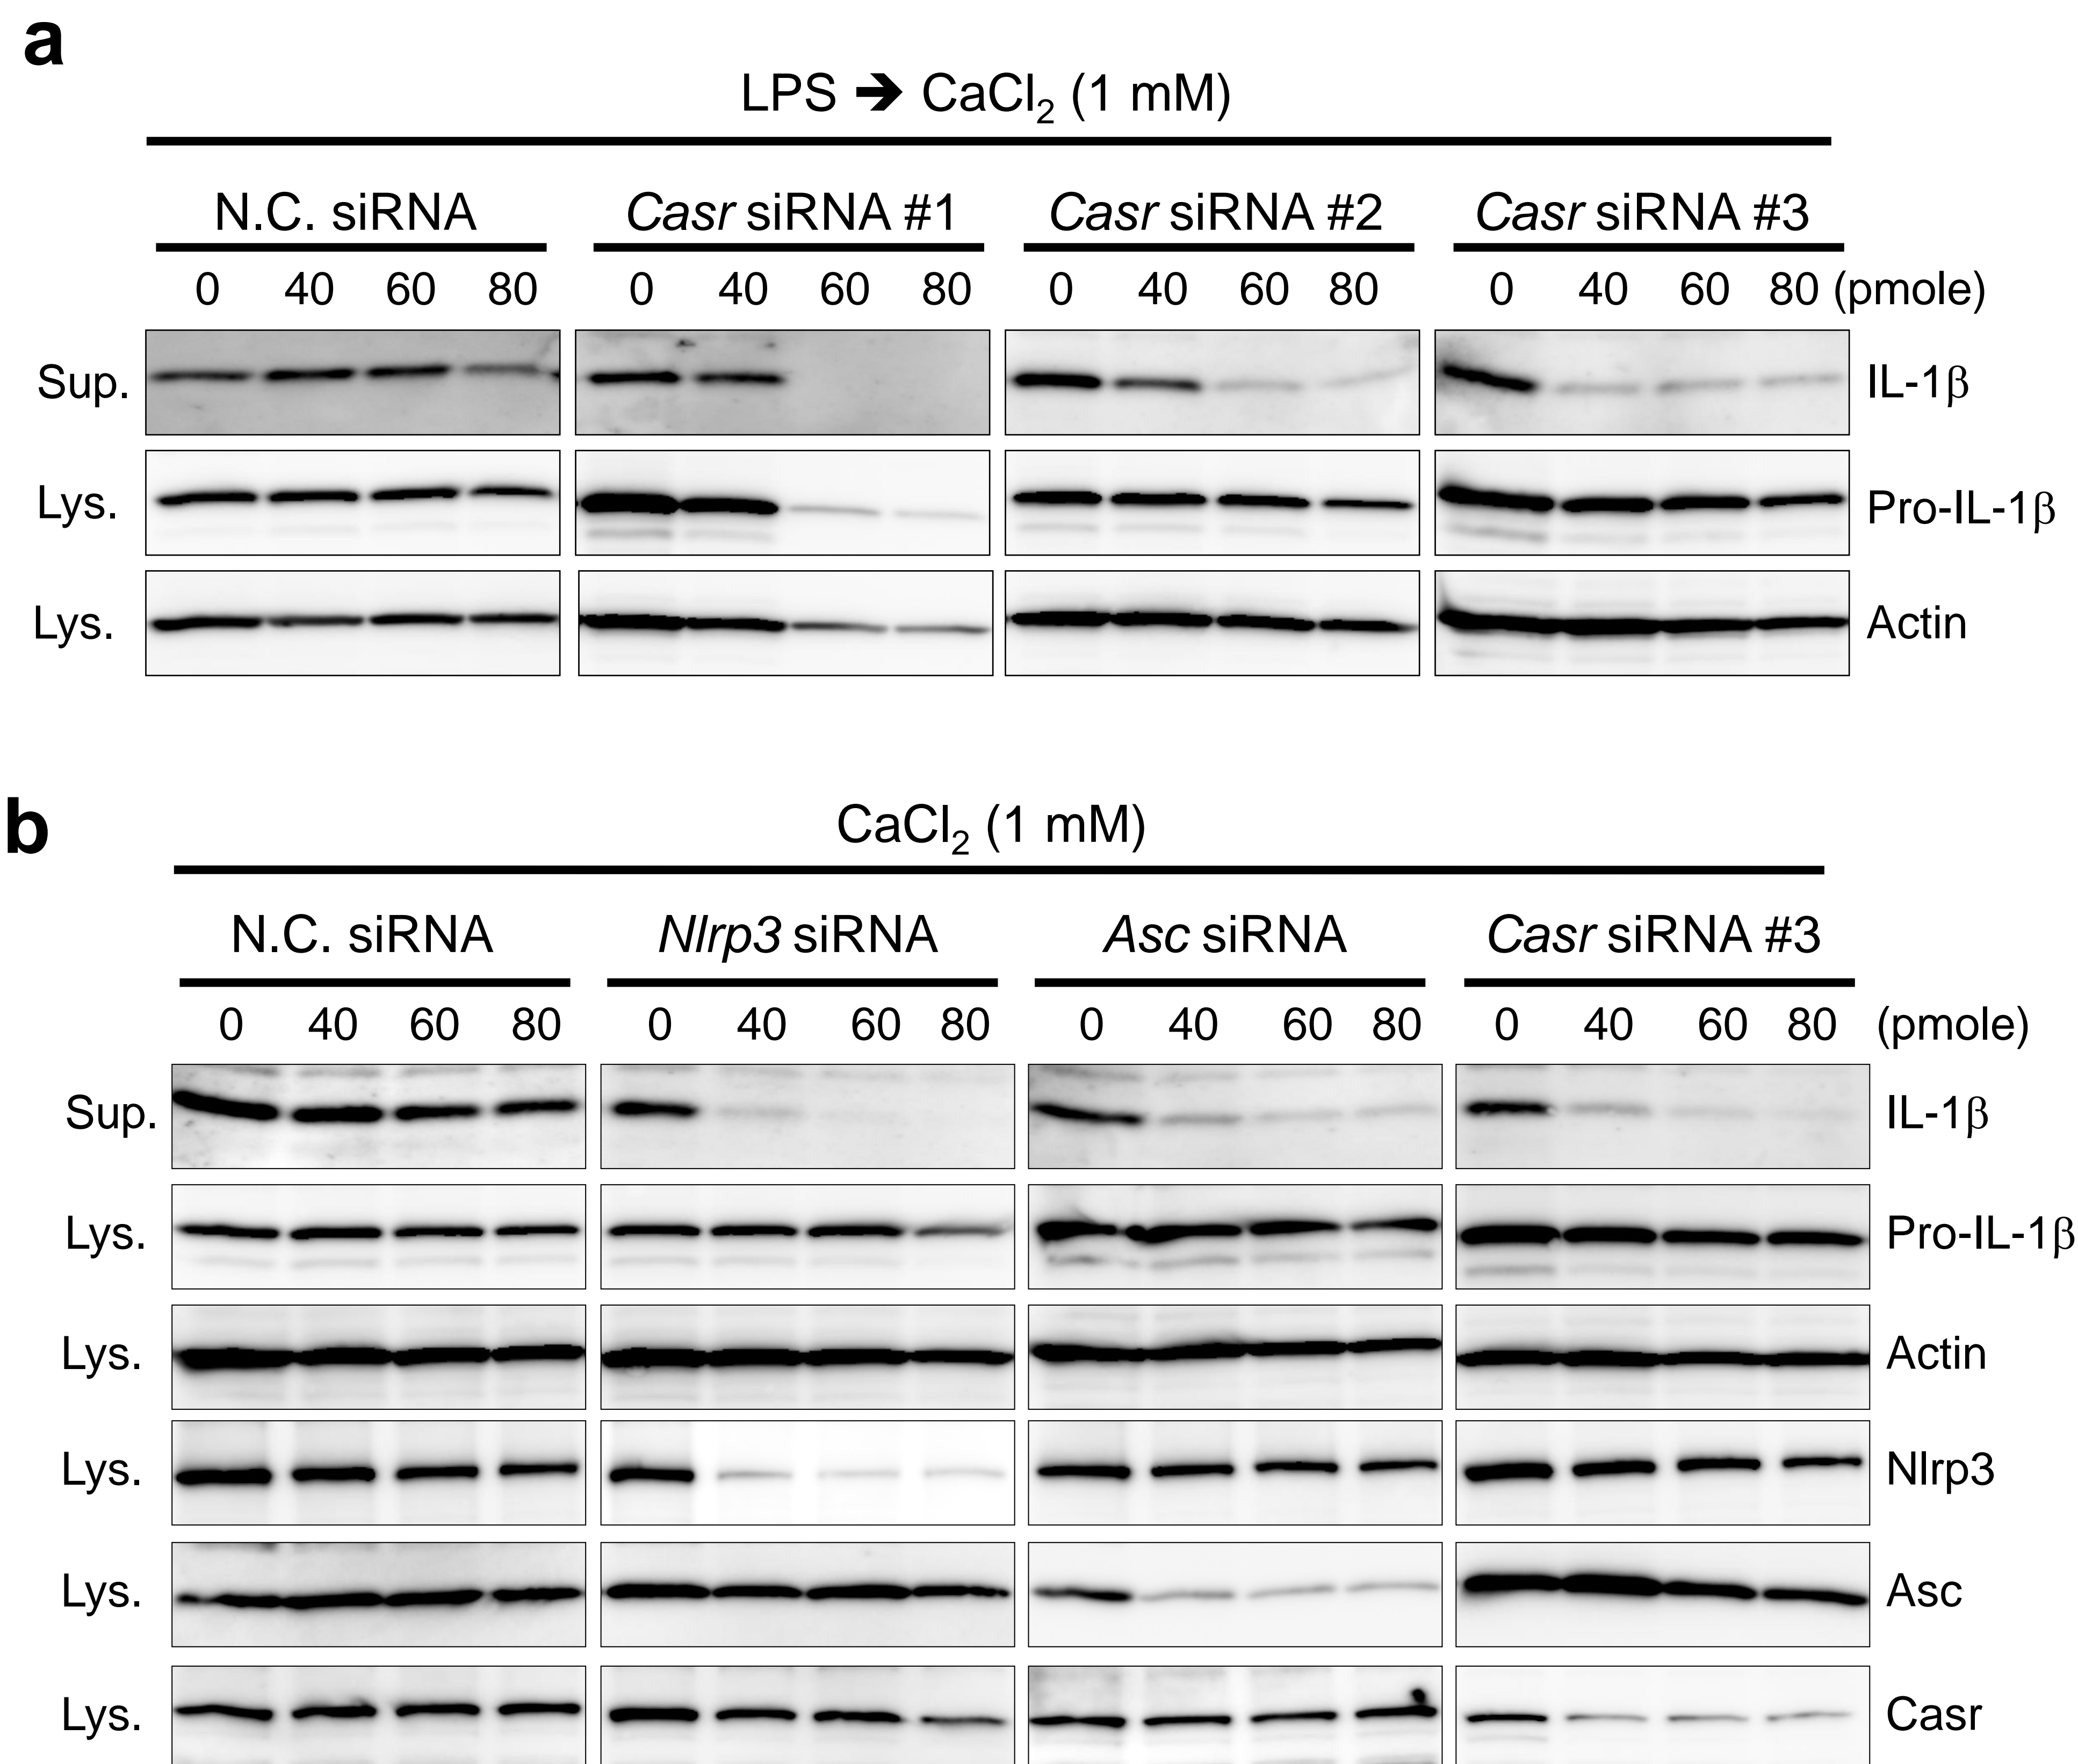 a
LPS ➔ CaCl₂ (1 mM)
N.C. siRNA Casr siRNA #1 Casr siRNA #2 Casr siRNA #3
0 40 60 80 0 40 60 80 0 40 60 80 0 40 60 80 (pmole)
Sup. IL-1β
Lys. Pro-IL-1β
Lys. Actin
b
CaCl₂ (1 mM)
N.C. siRNA Nlrp3 siRNA Asc siRNA Casr siRNA #3
0 40 60 80 0 40 60 80 0 40 60 80 0 40 60 80 (pmole)
Sup. IL-1β
Lys. Pro-IL-1β
Lys. Actin
Lys. Nlrp3
Lys. Asc
Lys. Casr